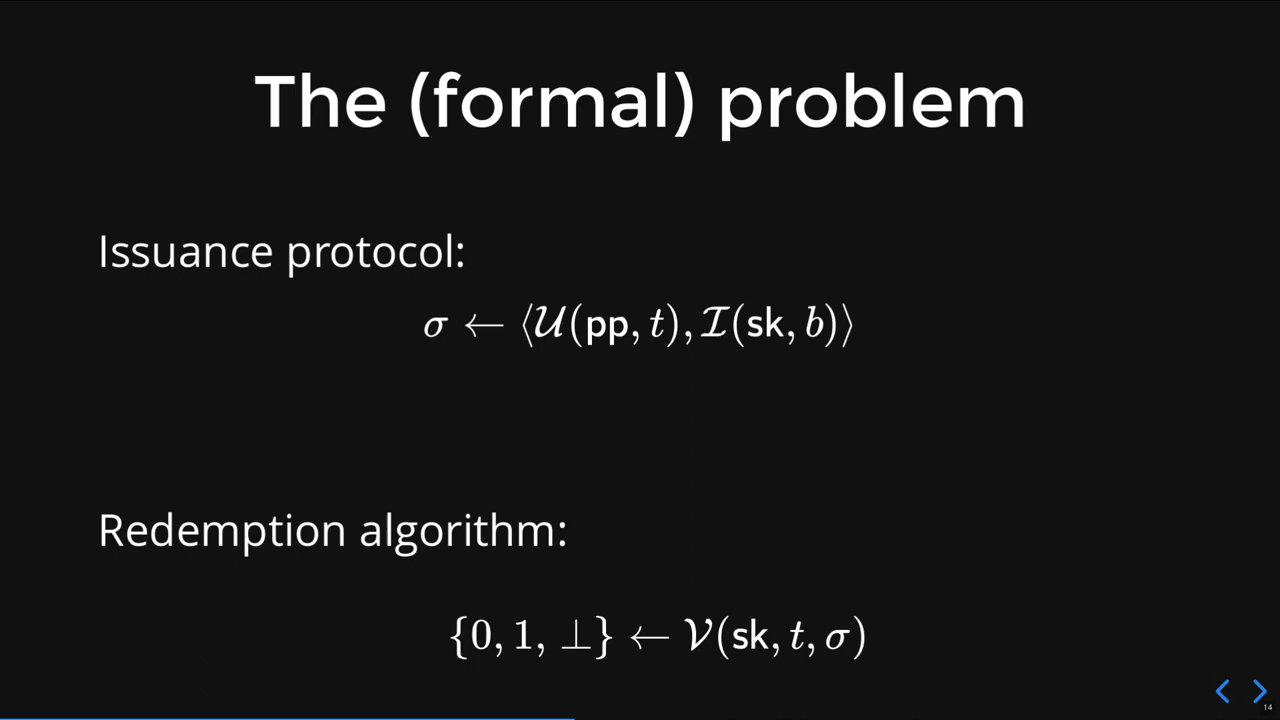 The (formal) problem
Issuance protocol:
σ ← ⟨𝒰(pp, t), ℐ(sk, b)⟩
Redemption algorithm:
{0, 1, ⊥} ← 𝒱(sk, t, σ)
14